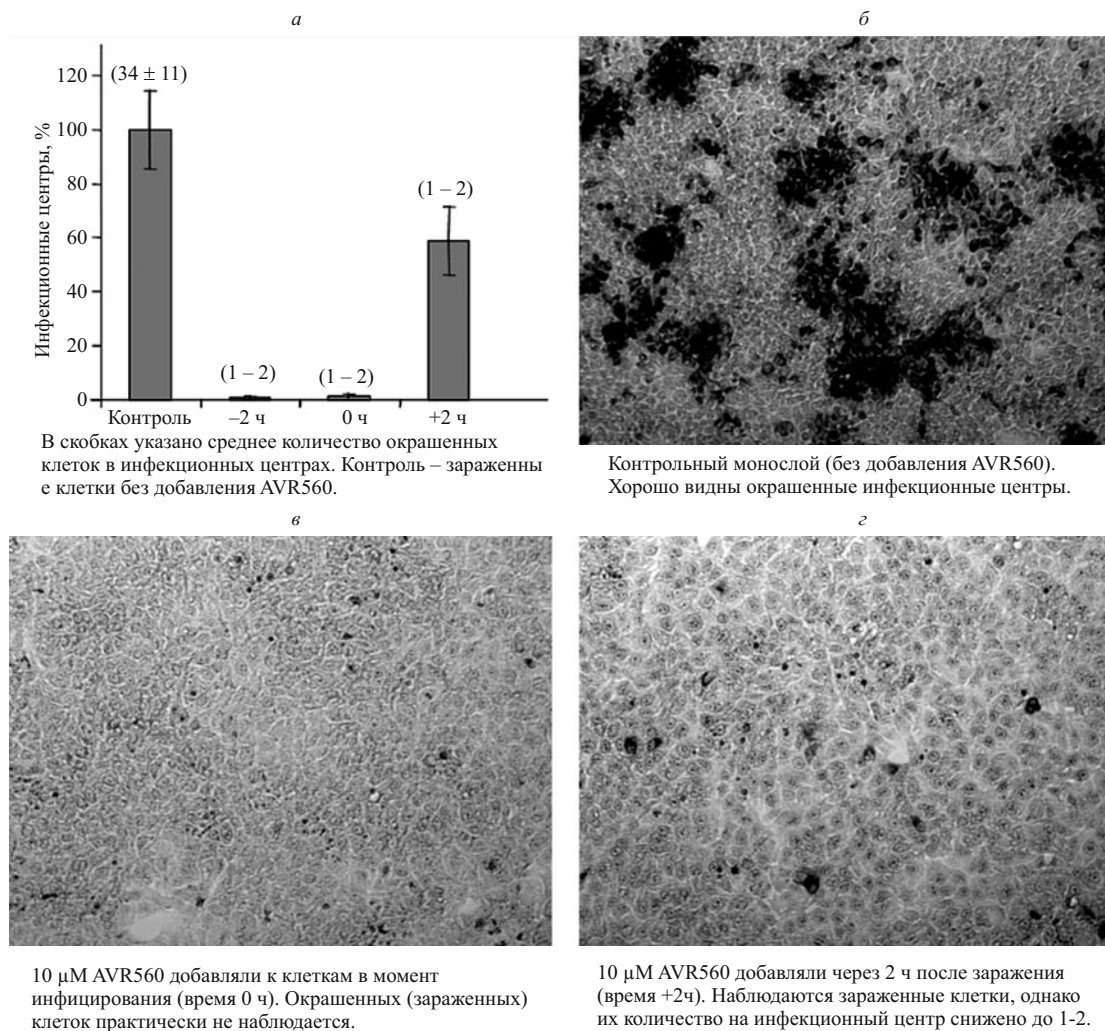 а
120
100
80
60
40
20
0
Инфекционные центры, %
(34 ± 11)
(1 – 2)
(1 – 2)
(1 – 2)
Контроль –2 ч 0 ч +2 ч
В скобках указано среднее количество окрашенных
клеток в инфекционных центрах. Контроль – зараженны
е клетки без добавления AVR560.
б
Контрольный монослой (без добавления AVR560).
Хорошо видны окрашенные инфекционные центры.
в
10 µM AVR560 добавляли к клеткам в момент
инфицирования (время 0 ч). Окрашенных (зараженных)
клеток практически не наблюдается.
г
10 µM AVR560 добавляли через 2 ч после заражения
(время +2ч). Наблюдаются зараженные клетки, однако
их количество на инфекционный центр снижено до 1-2.